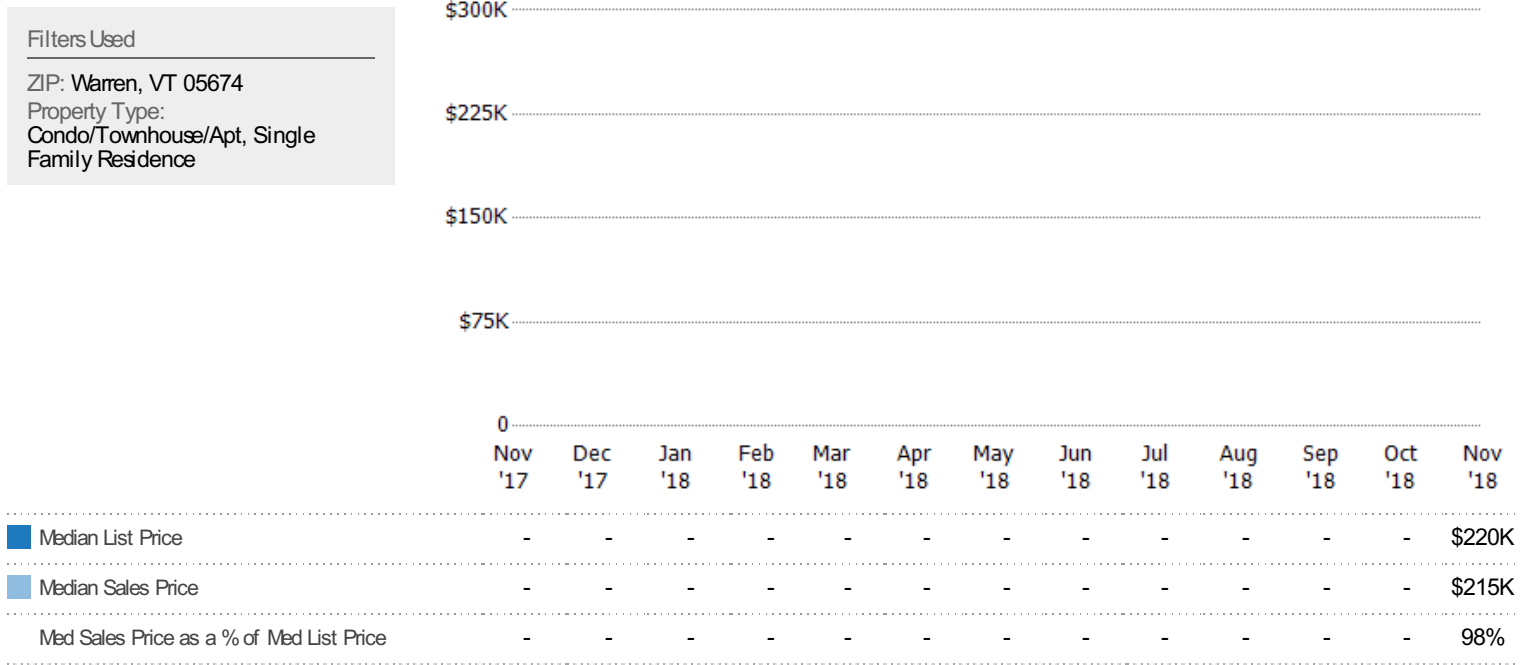 Filters Used
ZIP: Warren, VT 05674
Property Type:
Condo/Townhouse/Apt, Single
Family Residence
$300K
$225K
$150K
$75K
0
Nov Dec Jan Feb Mar Apr May Jun Jul Aug Sep Oct Nov
'17 '17 '18 '18 '18 '18 '18 '18 '18 '18 '18 '18 '18
Median List Price - - - - - - - - - - - - $220K
Median Sales Price - - - - - - - - - - - - $215K
Med Sales Price as a % of Med List Price - - - - - - - - - - - - 98%